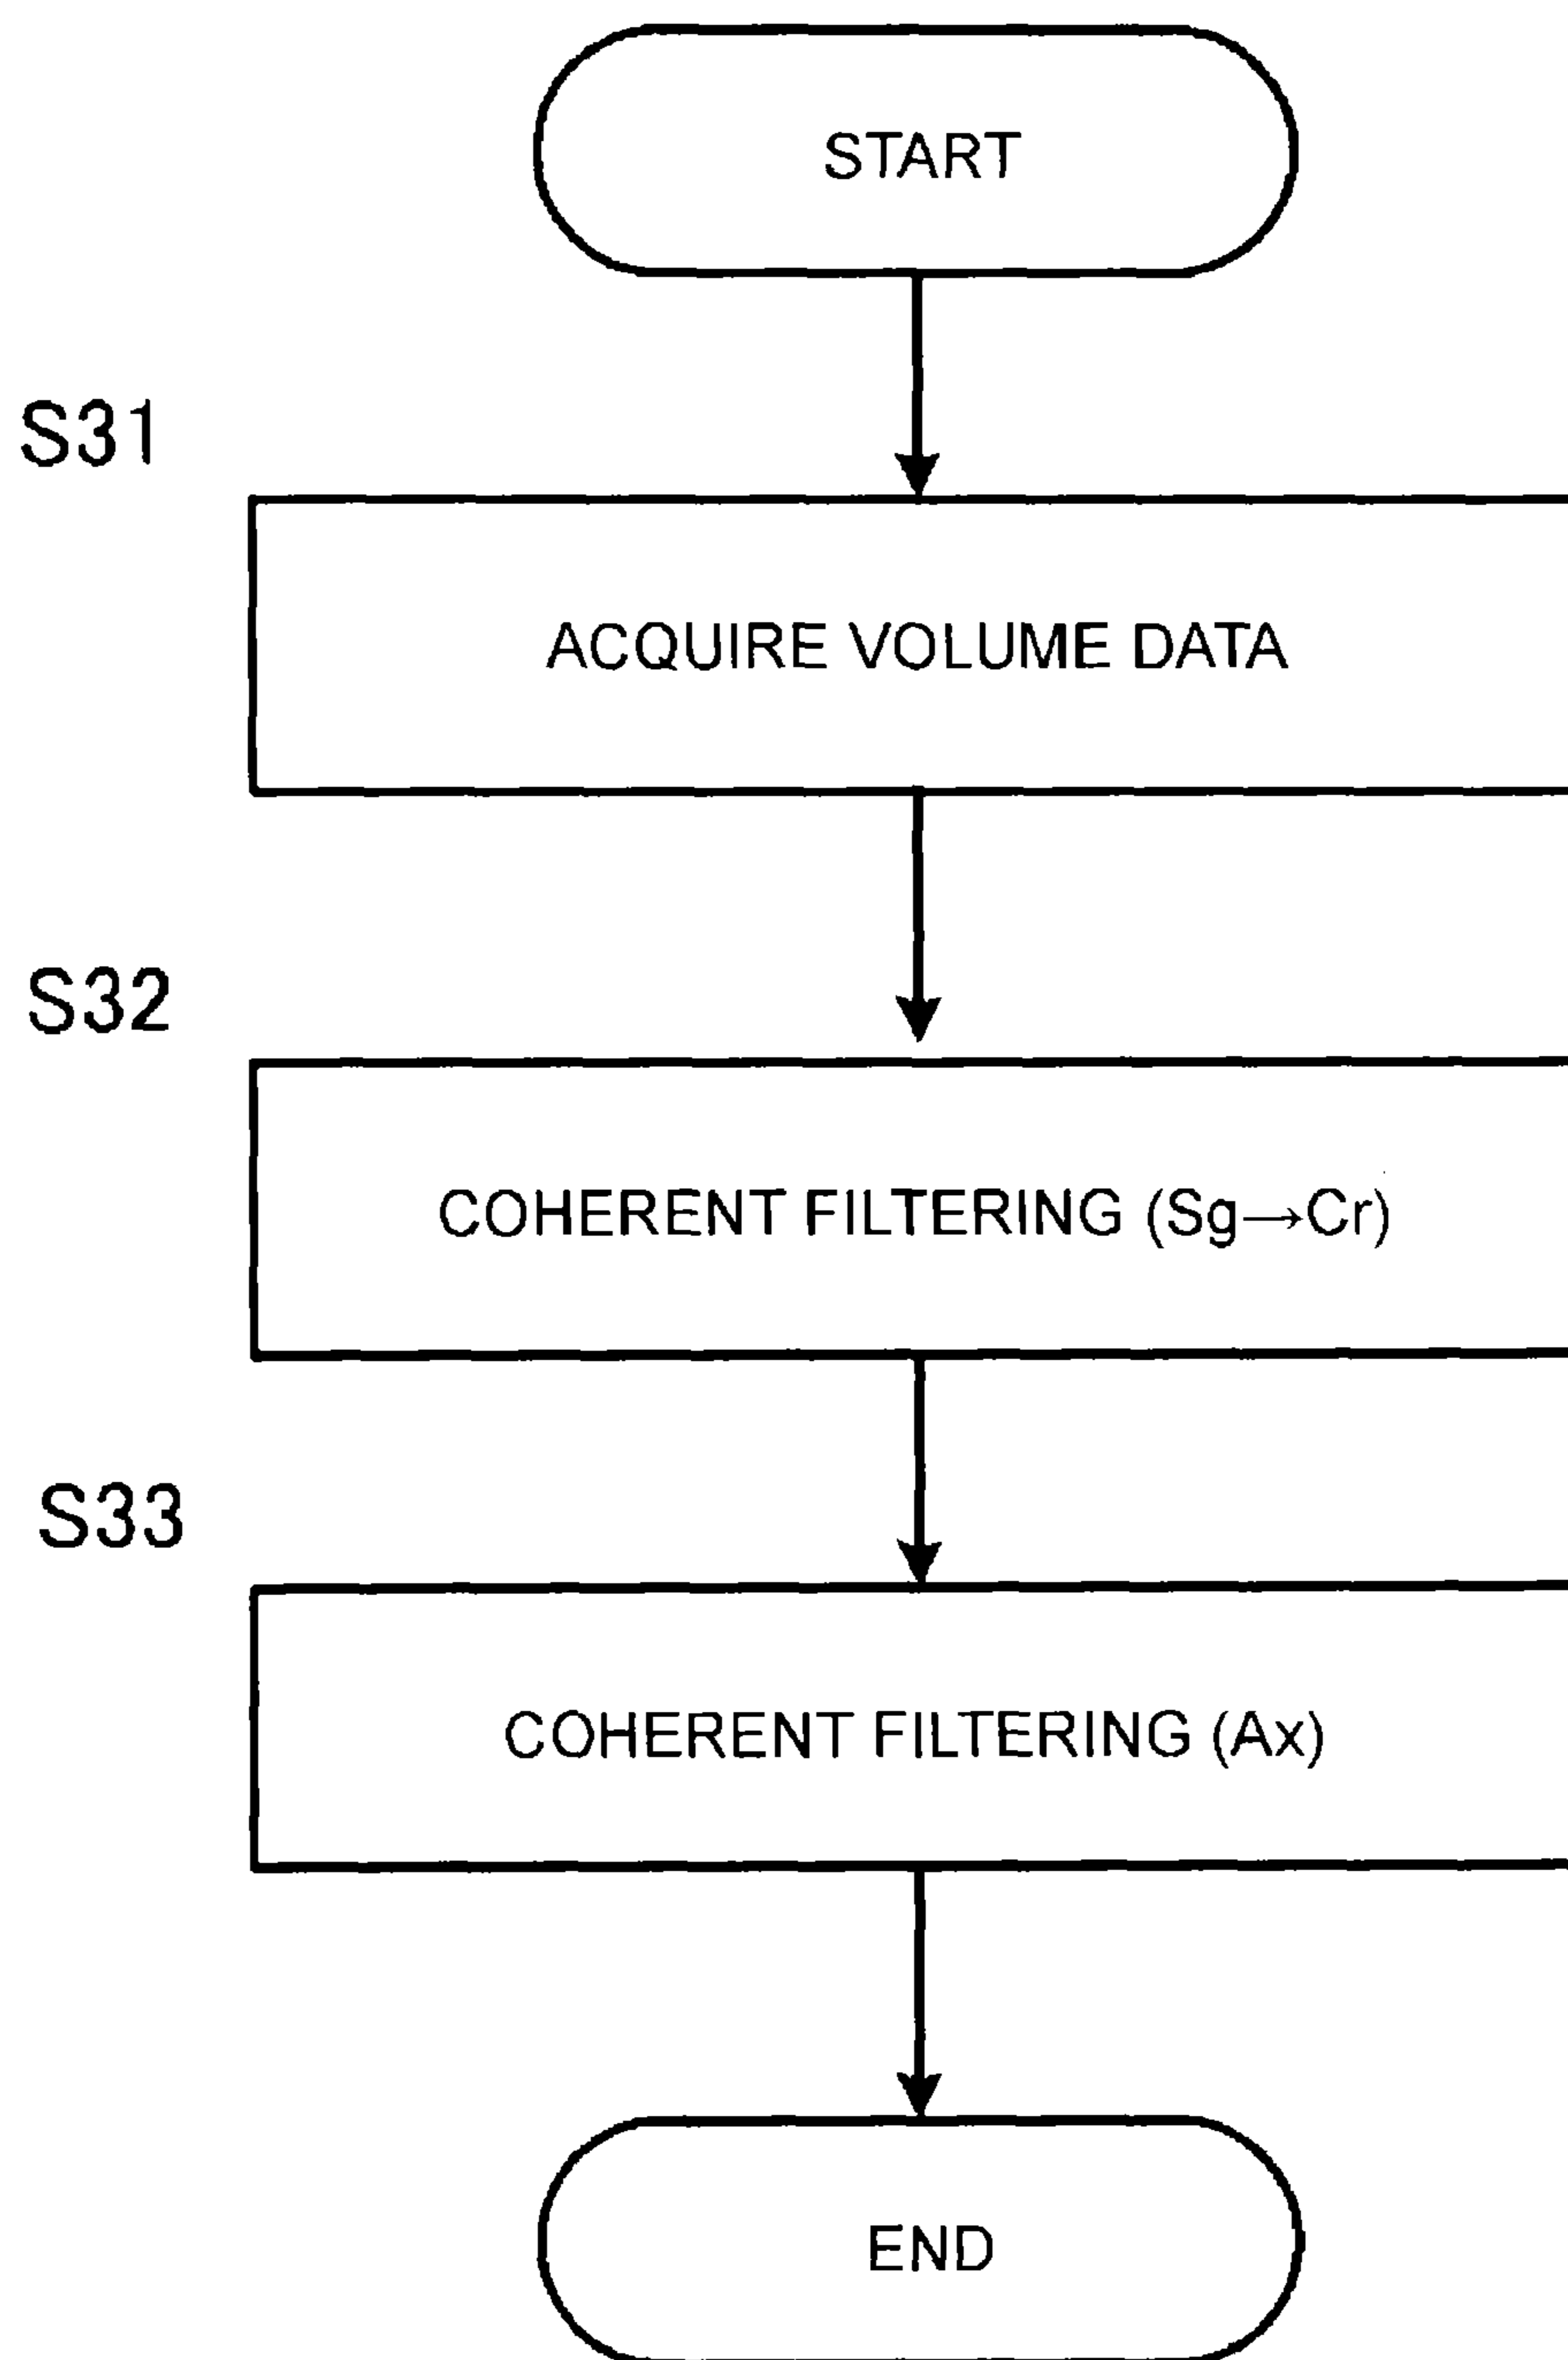 START
S31
ACQUIRE VOLUME DATA
S32
COHERENT FILTERING (Sg→Cr)
S33
COHERENT FILTERING (Ax)
END